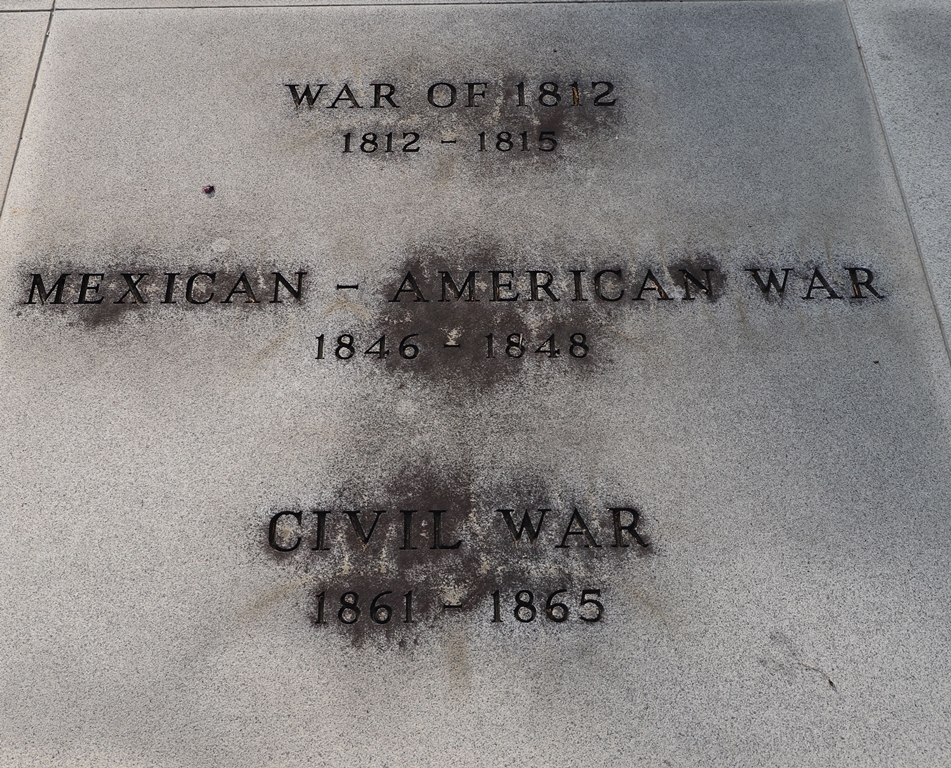 WAR OF 1812
1812 - 1815
MEXICAN - AMERICAN WAR
1846 - 1848
CIVIL WAR
1861 - 1865